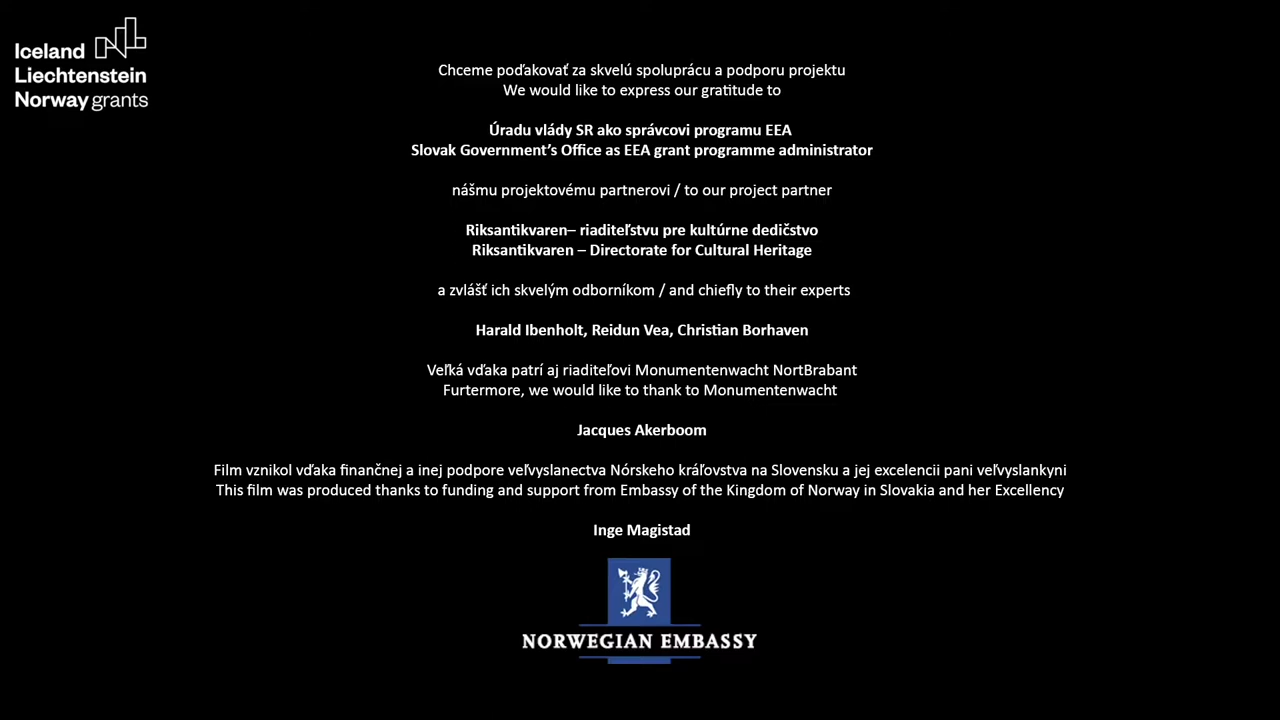 Iceland
Liechtenstein
Norway grants
Chceme poďakovať za skvelú spoluprácu a podporu projektu
We would like to express our gratitude to
Úradu vlády SR ako správcovi programu EEA
Slovak Government's Office as EEA grant programme administrator
nášmu projektovému partnerovi / to our project partner
Riksantikvaren– riaditeľstvu pre kultúrne dedičstvo
Riksantikvaren – Directorate for Cultural Heritage
a zvlášť ich skvelým odborníkom / and chiefly to their experts
Harald Ibenholt, Reidun Vea, Christian Borhaven
Veľká vďaka patrí aj riaditeľovi Monumentenwacht NortBrabant
Furtermore, we would like to thank to Monumentenwacht
Jacques Akerboom
Film vznikol vďaka finančnej a inej podpore veľvyslanectva Nórskeho kráľovstva na Slovensku a jej excelencii pani veľvyslankyni
This film was produced thanks to funding and support from Embassy of the Kingdom of Norway in Slovakia and her Excellency
Inge Magistad
NORWEGIAN EMBASSY